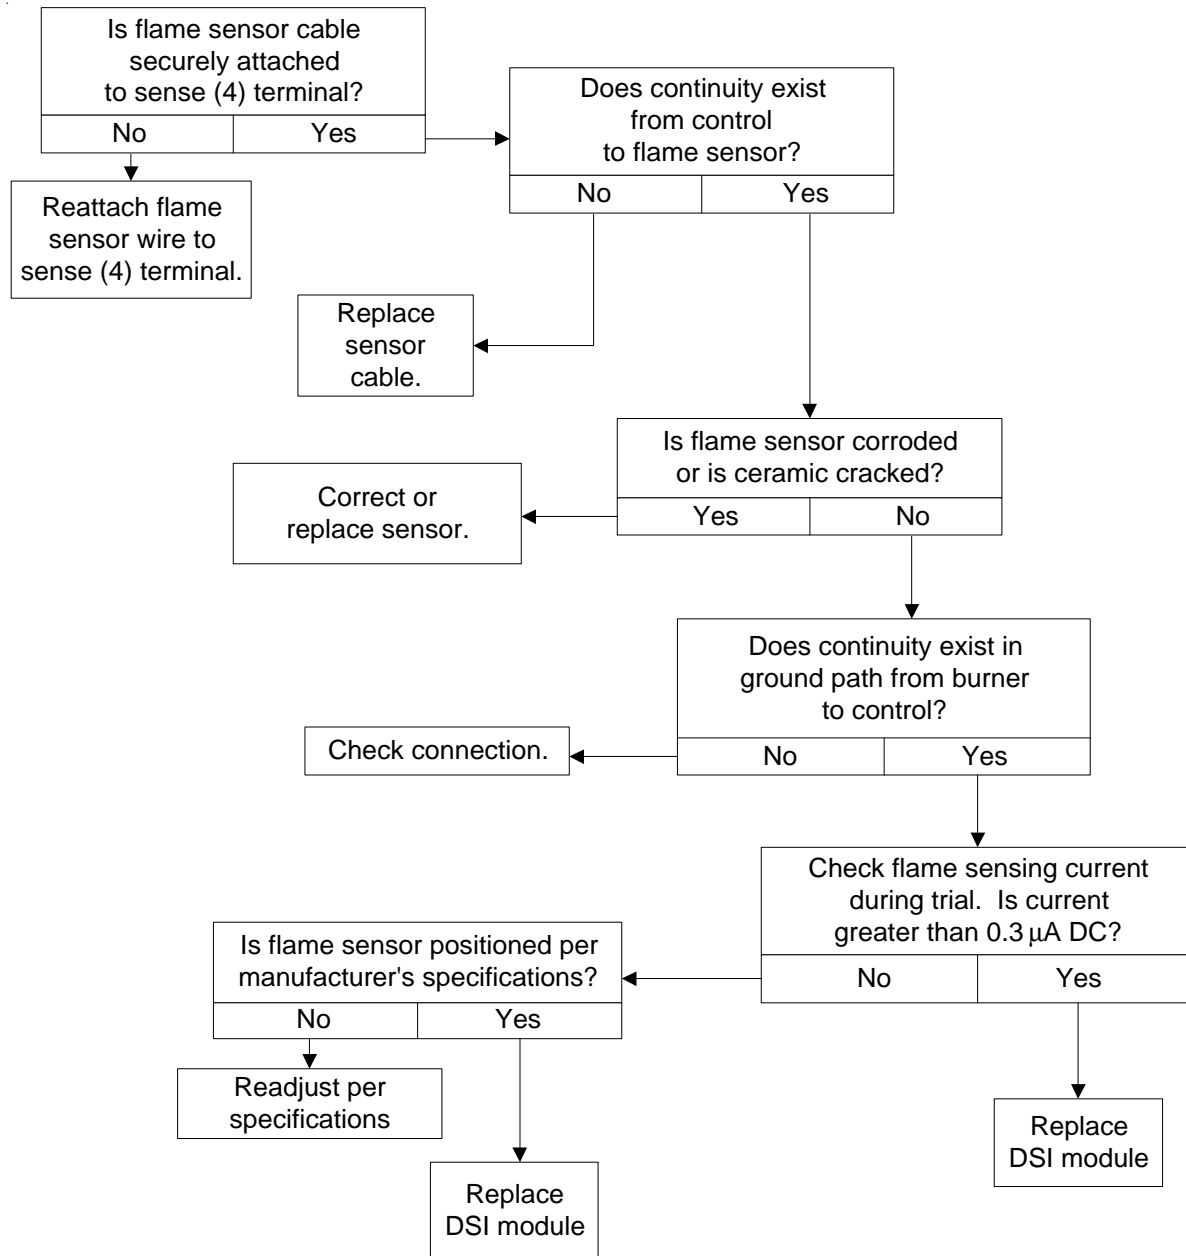 Is flame sensor cable
securely attached
to sense (4) terminal?
No
Yes
Does continuity exist
from control
to flame sensor?
No
Yes
Reattach flame
sensor wire to
sense (4) terminal.
Replace
sensor
cable.
Is flame sensor corroded
or is ceramic cracked?
Yes
No
Correct or
replace sensor.
Does continuity exist in
ground path from burner
to control?
No
Yes
Check connection.
Check flame sensing current
during trial.  Is current
greater than 0.3 μA DC?
No
Yes
Is flame sensor positioned per
manufacturer's specifications?
No
Yes
Readjust per
specifications
Replace
DSI module
Replace
DSI module